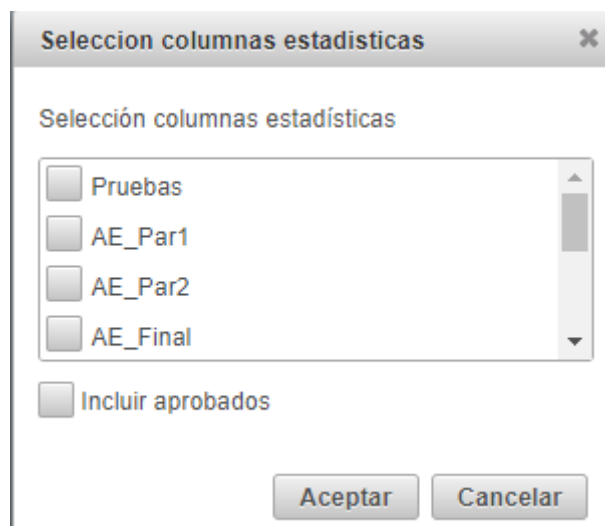 Seleccion columnas estadisticas
Selección columnas estadísticas
Pruebas
AE_Par1
AE_Par2
AE_Final
Incluir aprobados
Aceptar Cancelar